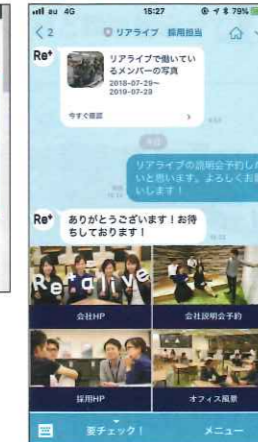 au 4G
15:27
79%
2
リアライブ 採用担当
Re*
リアライブで働いてい
るメンバーの写真
2018-07-29~
2019-07-29
今すぐ確認
リアライブの説明会予約した
いと思います。よろしくお願
いします！
Re*
ありがとうございます！お待
ちしております！
Realive
会社HP
会社説明会予約
採用HP
オフィス風景
要チェック！
メニュー